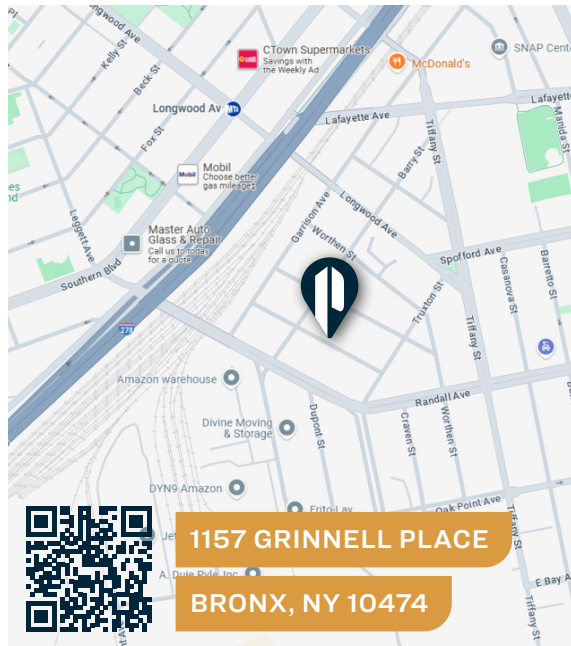 Pl
Longwood Ave
Kelly St
Beck St
Fox St
CTown Supermarkets
Savings with
the Weekly Ad
McDonald's
SNAP Cente
Longwood Av
MTA
Lafayette Ave
Lafayette
Tiffany St
Manida St
Barry St
Mobil
Mobil
Choose better
gas mileage‡
Leggett Ave
Master Auto
Glass & Repair
Call us today
for a quote
Southern Blvd
Garrison Ave
Longwood Ave
Worthen St
Spofford Ave
Truxton St
Casanova St
Barretto St
278
Tiffany St
Amazon warehouse
Randall Ave
Divine Moving
& Storage
Dupont St
Craven St
Worthen St
DYN9 Amazon
Frito-Lay
Oak Point Ave
Tiffany St
1157 GRINNELL PLACE
A. Duie Pyle, Inc.
E Bay A
BRONX, NY 10474